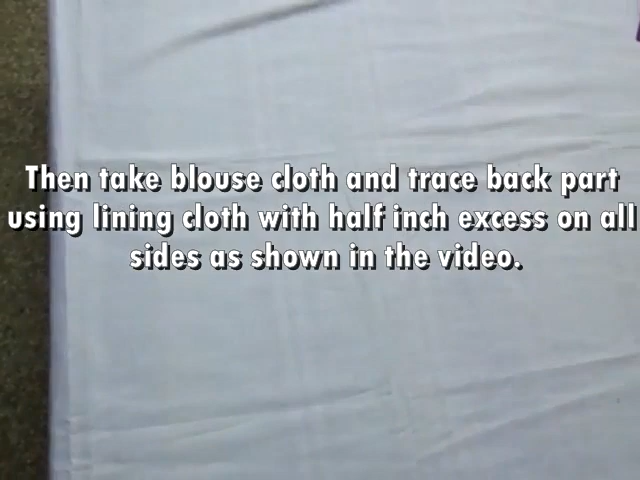 Then take blouse cloth and trace back part
using lining cloth with half inch excess on all
sides as shown in the video.